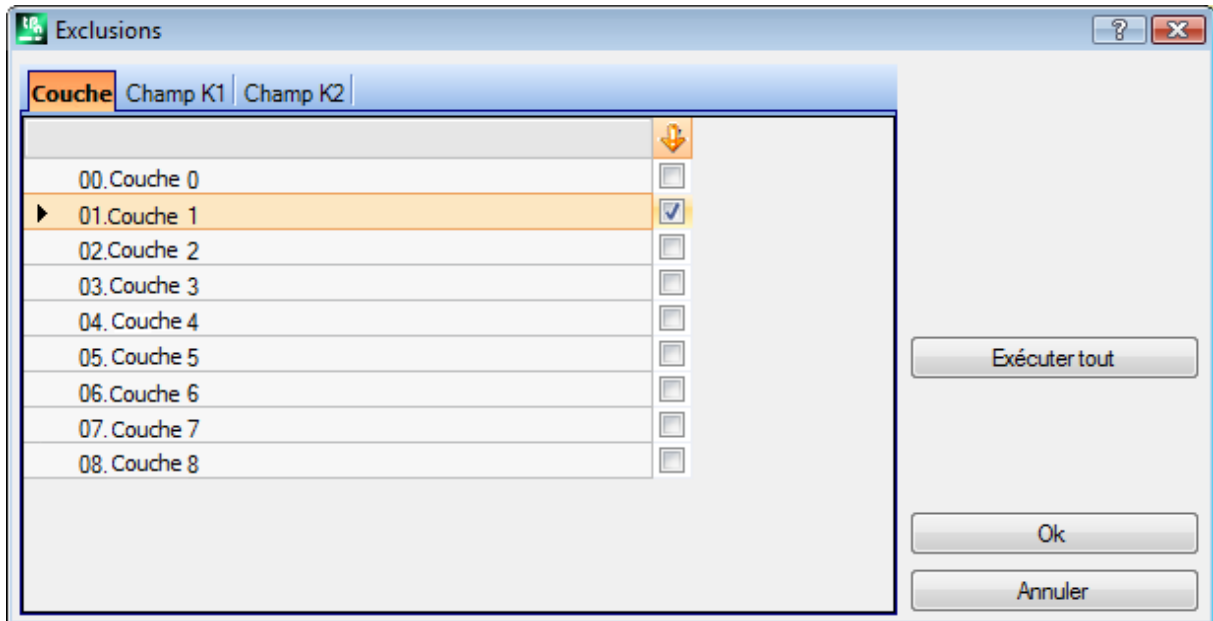 Exclusions
Couche Champ K1 Champ K2
00.Couche 0
01.Couche 1
02.Couche 2
03.Couche 3
04.Couche 4
05.Couche 5
06.Couche 6
07.Couche 7
08.Couche 8
Exécuter tout
Ok
Annuler